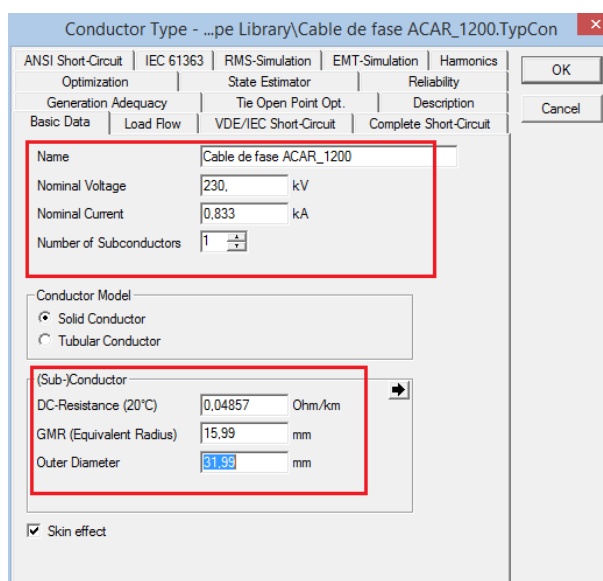 Conductor Type - ...pe Library\Cable de fase ACAR_1200.TypCon
ANSI Short-Circuit IEC 61363 RMS-Simulation EMT-Simulation Harmonics
Optimization State Estimator Reliability
Generation Adequacy Tie Open Point Opt. Description
Basic Data Load Flow VDE/IEC Short-Circuit Complete Short-Circuit
OK
Cancel
Name Cable de fase ACAR_1200
Nominal Voltage 230, kV
Nominal Current 0,833 kA
Number of Subconductors 1
Conductor Model
Solid Conductor
Tubular Conductor
(Sub-)Conductor
DC-Resistance (20°C) 0,04857 Ohm/km
GMR (Equivalent Radius) 15,99 mm
Outer Diameter 31,99 mm
Skin effect